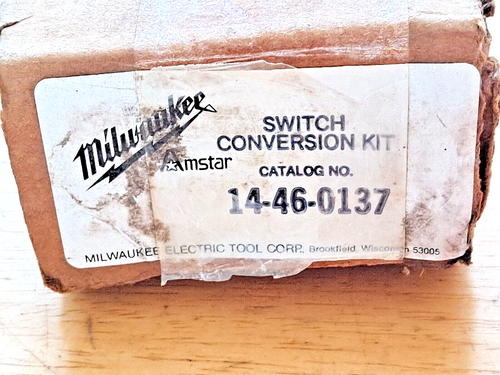 Milwaukee
Amstar
SWITCH
CONVERSION KIT
CATALOG NO.
14-46-0137
MILWAUKEE ELECTRIC TOOL CORP. Brookfield, Wisconsin 53005